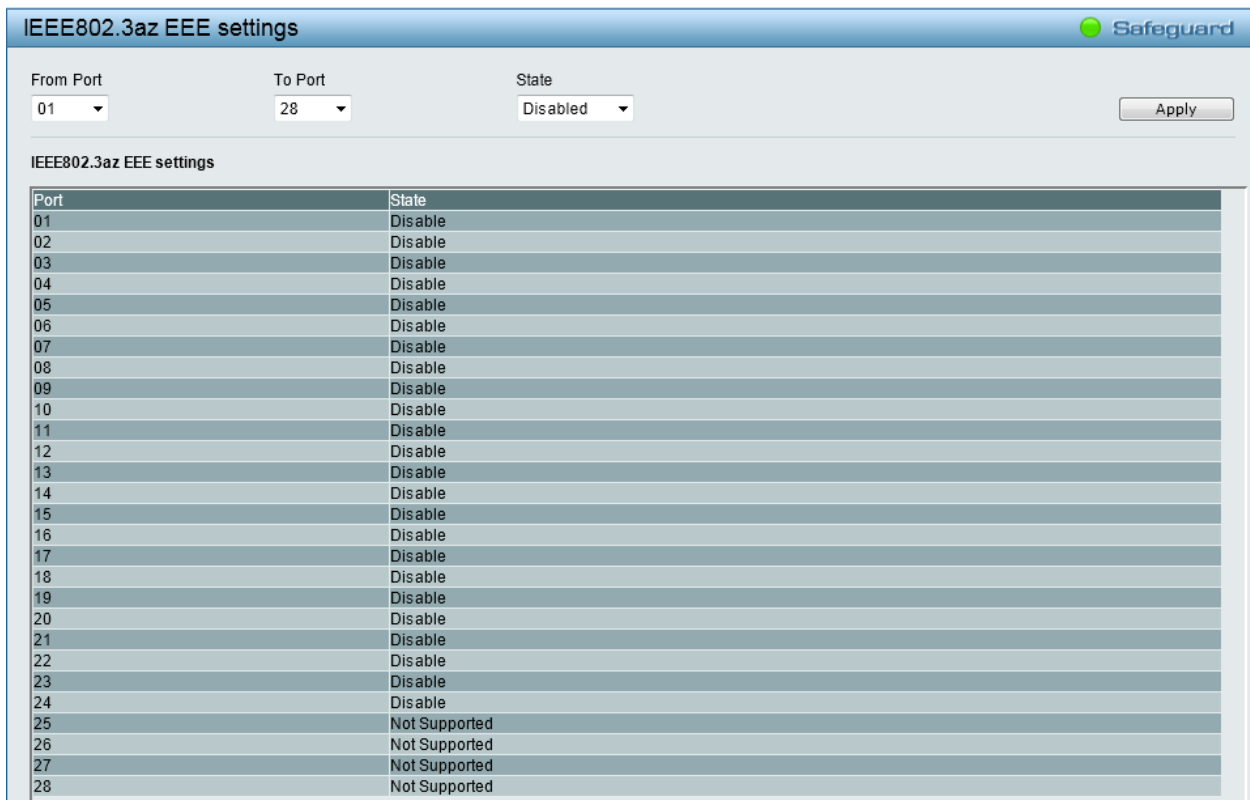 IEEE802.3az EEE settings
Safeguard
From Port To Port State
01 28 Disabled Apply
IEEE802.3az EEE settings
Port State
01 Disable
02 Disable
03 Disable
04 Disable
05 Disable
06 Disable
07 Disable
08 Disable
09 Disable
10 Disable
11 Disable
12 Disable
13 Disable
14 Disable
15 Disable
16 Disable
17 Disable
18 Disable
19 Disable
20 Disable
21 Disable
22 Disable
23 Disable
24 Disable
25 Not Supported
26 Not Supported
27 Not Supported
28 Not Supported